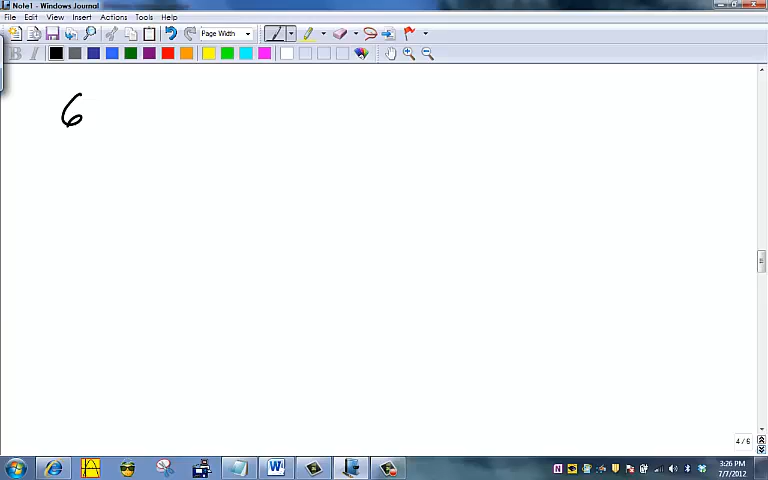 Note1 - Windows Journal
File Edit View Insert Actions Tools Help
Page Width
B I
6
4 / 6
3:26 PM
7/7/2012